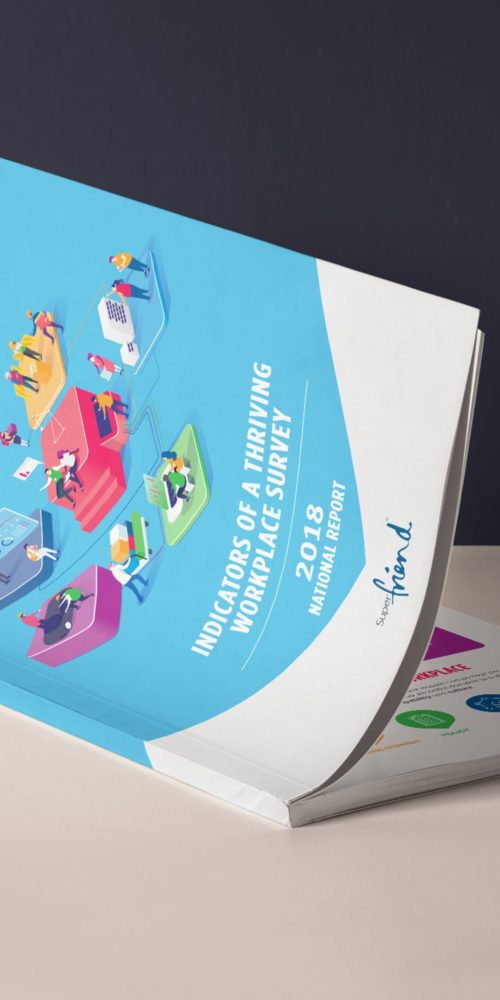 INDICATORS OF A THRIVING
WORKPLACE SURVEY
2018
NATIONAL REPORT
super
friend